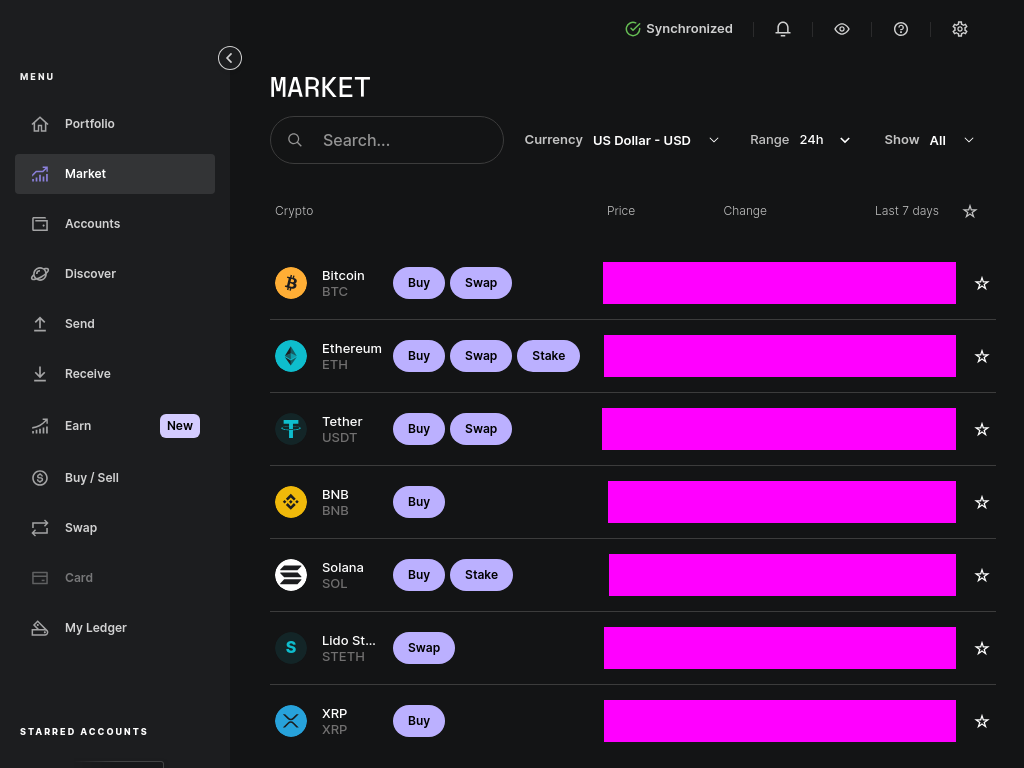 Synchronized
MENU
MARKET
Portfolio
Market
Accounts
Discover
Send
Receive
Earn New
Buy / Sell
Swap
Card
My Ledger
STARRED ACCOUNTS
Search...
Currency US Dollar - USD
Range 24h
Show All
Crypto Price Change Last 7 days
Bitcoin
BTC
Buy Swap
Ethereum
ETH
Buy Swap Stake
Tether
USDT
Buy Swap
BNB
BNB
Buy
Solana
SOL
Buy Stake
Lido St...
STETH
Swap
XRP
XRP
Buy